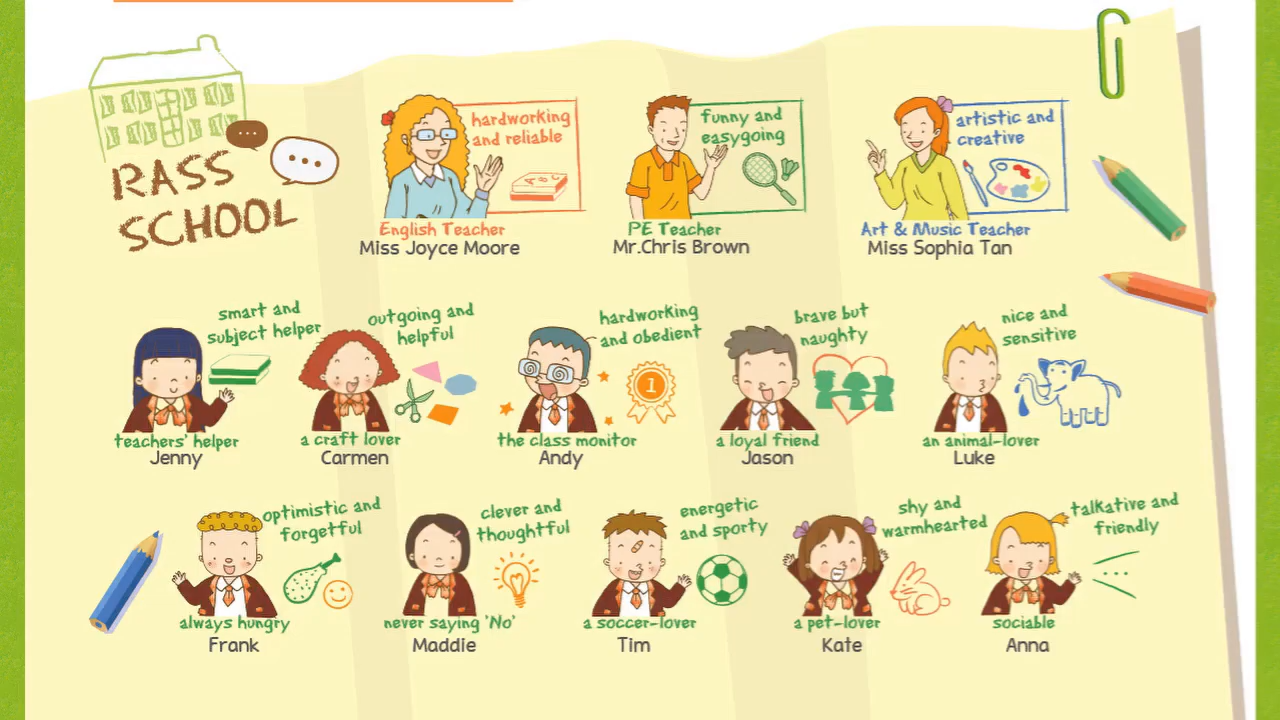 RASS
SCHOOL
hardworking
and reliable
English Teacher
Miss Joyce Moore
funny and
easygoing
PE Teacher
Mr.Chris Brown
artistic and
creative
Art & Music Teacher
Miss Sophia Tan
smart and
subject helper
teachers' helper
Jenny
outgoing and
helpful
a craft lover
Carmen
hardworking
and obedient
1
the class monitor
Andy
brave but
naughty
a loyal friend
Jason
nice and
sensitive
an animal-lover
Luke
optimistic and
forgetful
always hungry
Frank
clever and
thoughtful
never saying 'No'
Maddie
energetic
and sporty
a soccer-lover
Tim
shy and
warmhearted
a pet-lover
Kate
talkative and
friendly
sociable
Anna